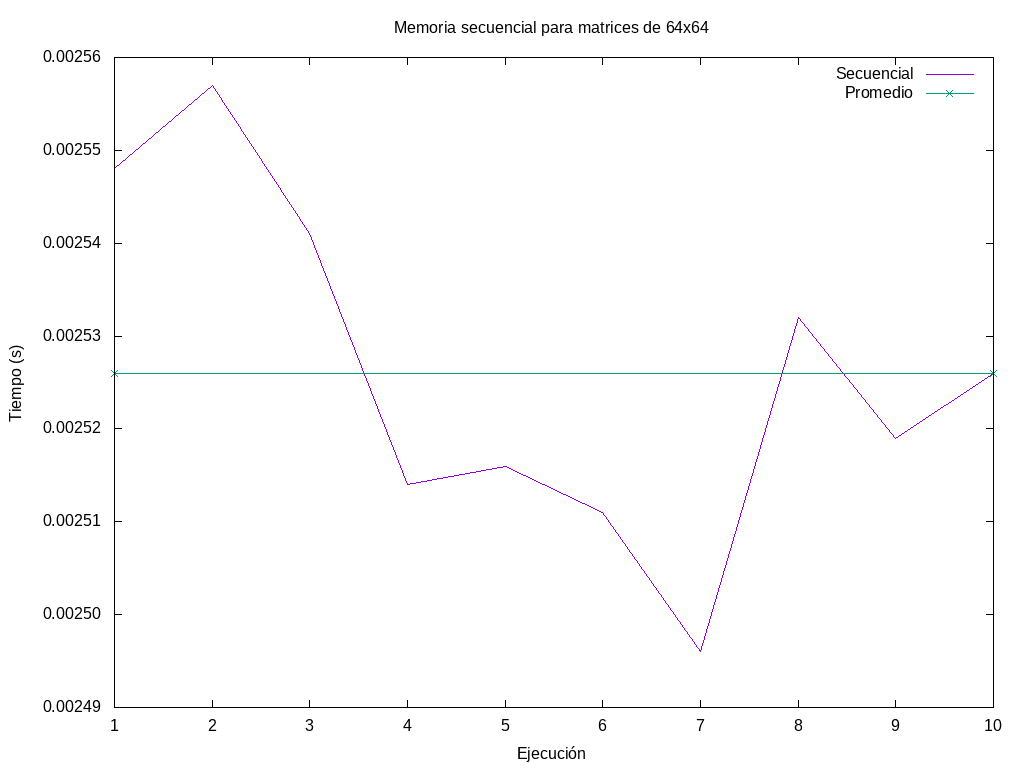 Memoria secuencial para matrices de 64x64
0.00256
0.00255
0.00254
0.00253
0.00252
0.00251
0.00250
0.00249
Tiempo (s)
Secuencial
Promedio
1 2 3 4 5 6 7 8 9 10
Ejecución